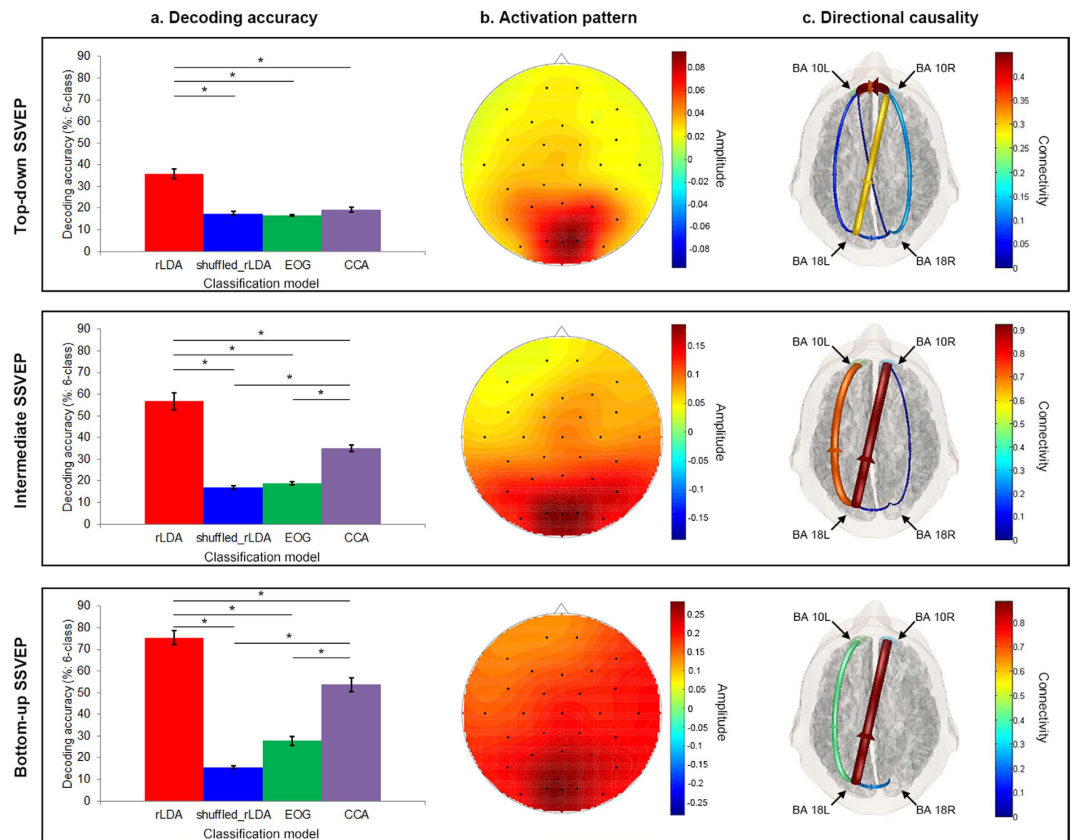 a. Decoding accuracy
b. Activation pattern
c. Directional causality
Top-down SSVEP
Decoding accuracy (%: 6-class)
90
80
70
60
50
40
30
20
10
0
*
*
*
rLDA shuffled_rLDA EOG CCA
Classification model
0.08
0.06
0.04
0.02
0
-0.02
-0.04
-0.06
-0.08
Amplitude
BA 10L
BA 10R
BA 18L
BA 18R
0.4
0.35
0.3
0.25
0.2
0.15
0.1
0.05
0
Connectivity
Intermediate SSVEP
Decoding accuracy (%: 6-class)
90
80
70
60
50
40
30
20
10
0
*
*
*
*
*
rLDA shuffled_rLDA EOG CCA
Classification model
0.15
0.1
0.05
0
-0.05
-0.1
-0.15
Amplitude
BA 10L
BA 10R
BA 18L
BA 18R
0.9
0.8
0.7
0.6
0.5
0.4
0.3
0.2
0.1
0
Connectivity
Bottom-up SSVEP
Decoding accuracy (%: 6-class)
90
80
70
60
50
40
30
20
10
0
*
*
*
*
*
rLDA shuffled_rLDA EOG CCA
Classification model
0.25
0.2
0.15
0.1
0.05
0
-0.05
-0.1
-0.15
-0.2
-0.25
Amplitude
BA 10L
BA 10R
BA 18L
BA 18R
0.8
0.7
0.6
0.5
0.4
0.3
0.2
0.1
0
Connectivity